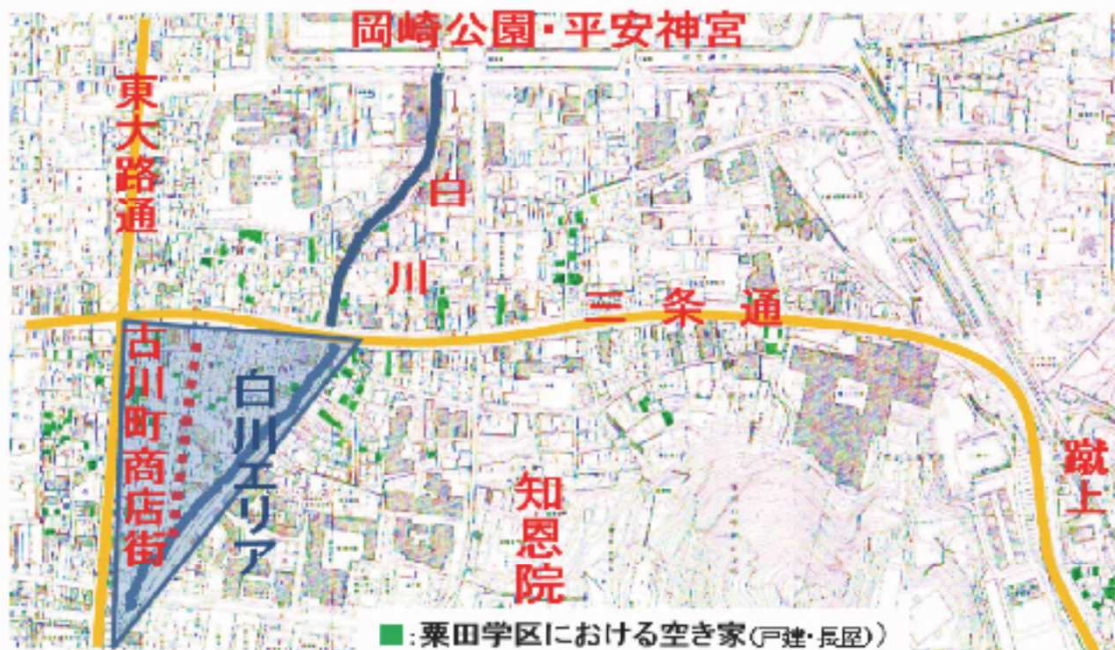 岡崎公園・平安神宮
東大路通
白川
三条通
古川町商店街
白川エリア
知恩院
蹴上
■:粟田学区における空き家(戸建・長屋))